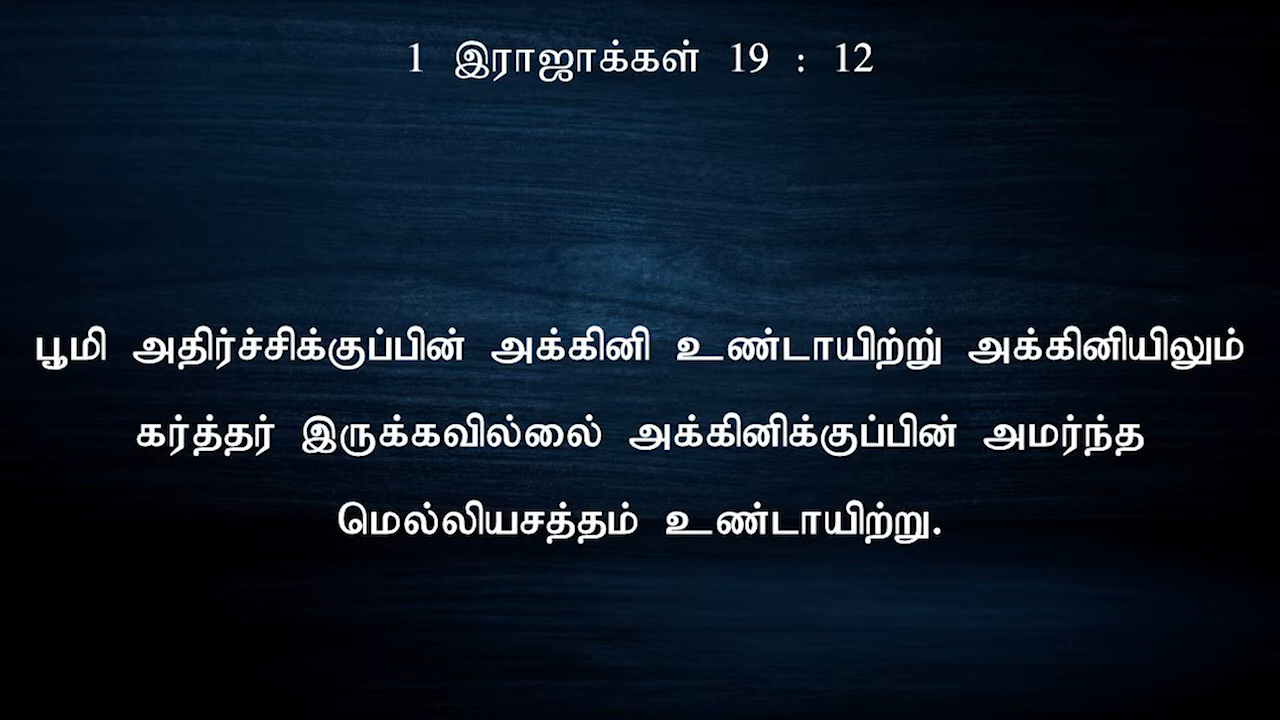 1 இராஜாக்கள் 19 : 12
பூமி அதிர்ச்சிக்குப்பின் அக்கினி உண்டாயிற்று் அக்கினியிலும்
கர்த்தர் இருக்கவில்லை் அக்கினிக்குப்பின் அமர்ந்த
மெல்லியசத்தம் உண்டாயிற்று.